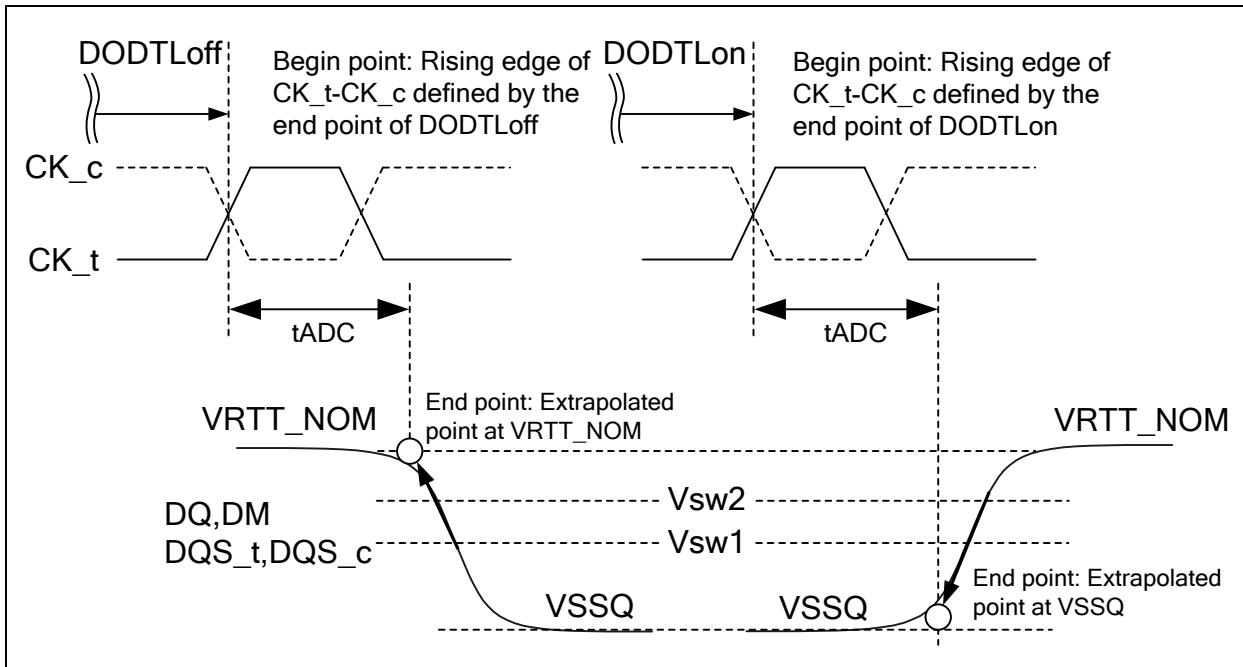 DODTLoff
Begin point: Rising edge of
CK_t-CK_c defined by the
end point of DODTLoff
DODTLon
Begin point: Rising edge of
CK_t-CK_c defined by the
end point of DODTLon
CK_c
CK_t
tADC
tADC
VRTT_NOM
End point: Extrapolated
point at VRTT_NOM
VRTT_NOM
Vsw2
DQ,DM
DQS_t,DQS_c
Vsw1
VSSQ
VSSQ
End point: Extrapolated
point at VSSQ